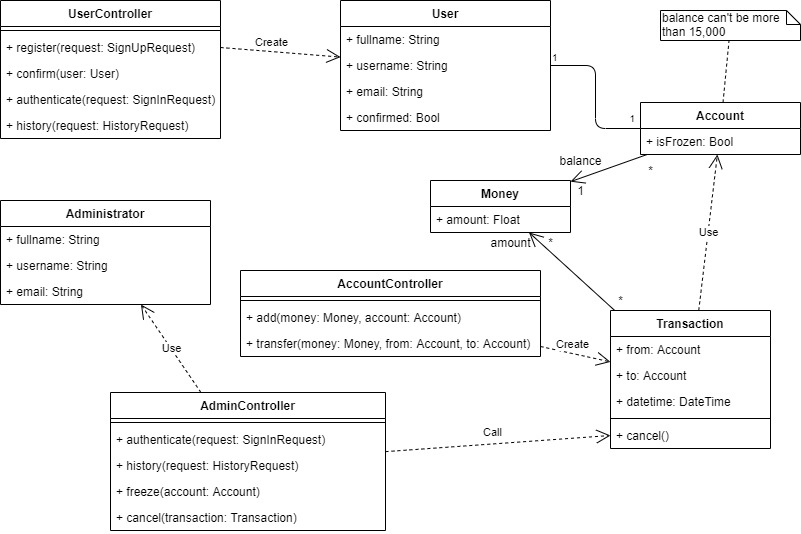 UserController
+ register(request: SignUpRequest)
+ confirm(user: User)
+ authenticate(request: SignInRequest)
+ history(request: HistoryRequest)
Create
User
+ fullname: String
+ username: String
+ email: String
+ confirmed: Bool
1
1
balance can't be more
than 15,000
Account
+ isFrozen: Bool
balance
1
*
Money
+ amount: Float
amount
*
*
Use
Administrator
+ fullname: String
+ username: String
+ email: String
Use
AccountController
+ add(money: Money, account: Account)
+ transfer(money: Money, from: Account, to: Account)
Create
Transaction
+ from: Account
+ to: Account
+ datetime: DateTime
+ cancel()
AdminController
+ authenticate(request: SignInRequest)
+ history(request: HistoryRequest)
+ freeze(account: Account)
+ cancel(transaction: Transaction)
Call